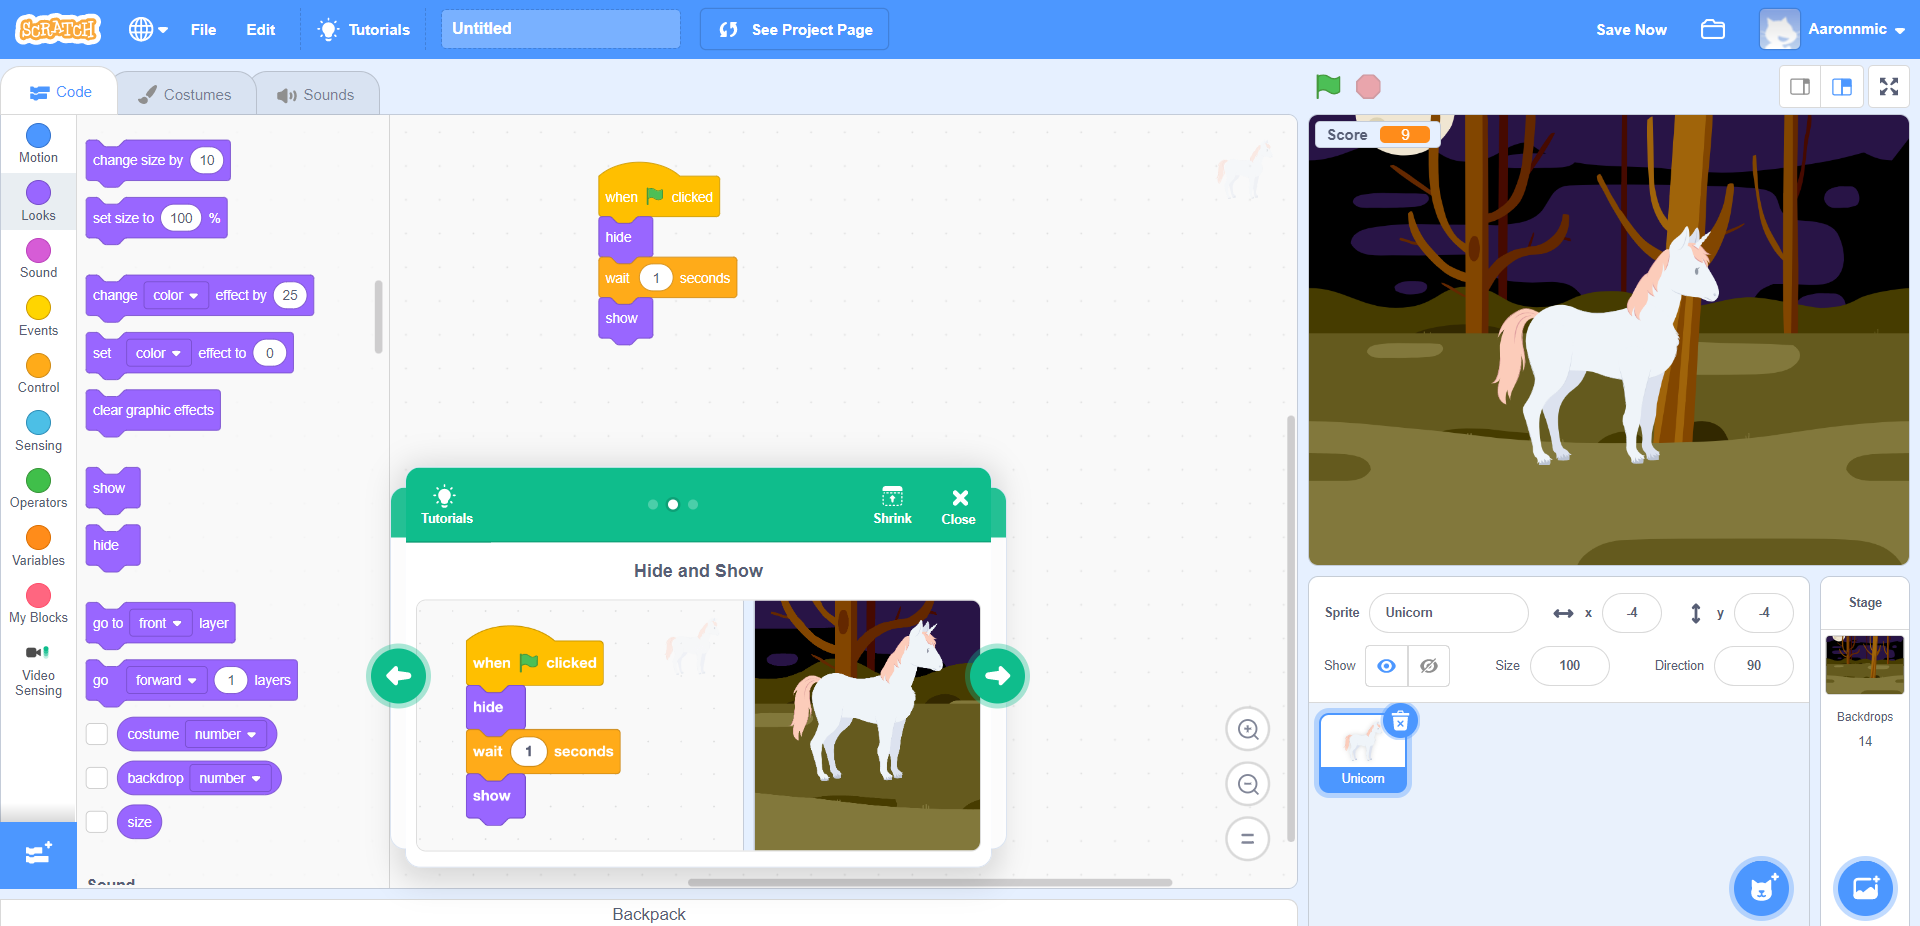 SCRATCH
File
Edit
Tutorials
Untitled
See Project Page
Save Now
Aaronnmic
Code
Costumes
Sounds
Motion
Looks
Sound
Events
Control
Sensing
Operators
Variables
My Blocks
Video
Sensing
change size by 10
set size to 100 %
change color effect by 25
set color effect to 0
clear graphic effects
show
hide
go to front layer
go forward 1 layers
costume number
backdrop number
size
Sound
when clicked
hide
wait 1 seconds
show
Tutorials
Shrink
Close
Hide and Show
when clicked
hide
wait 1 seconds
show
Backpack
Score 9
Sprite Unicorn x -4 y -4
Show Size 100 Direction 90
Unicorn
Stage
Backdrops
14